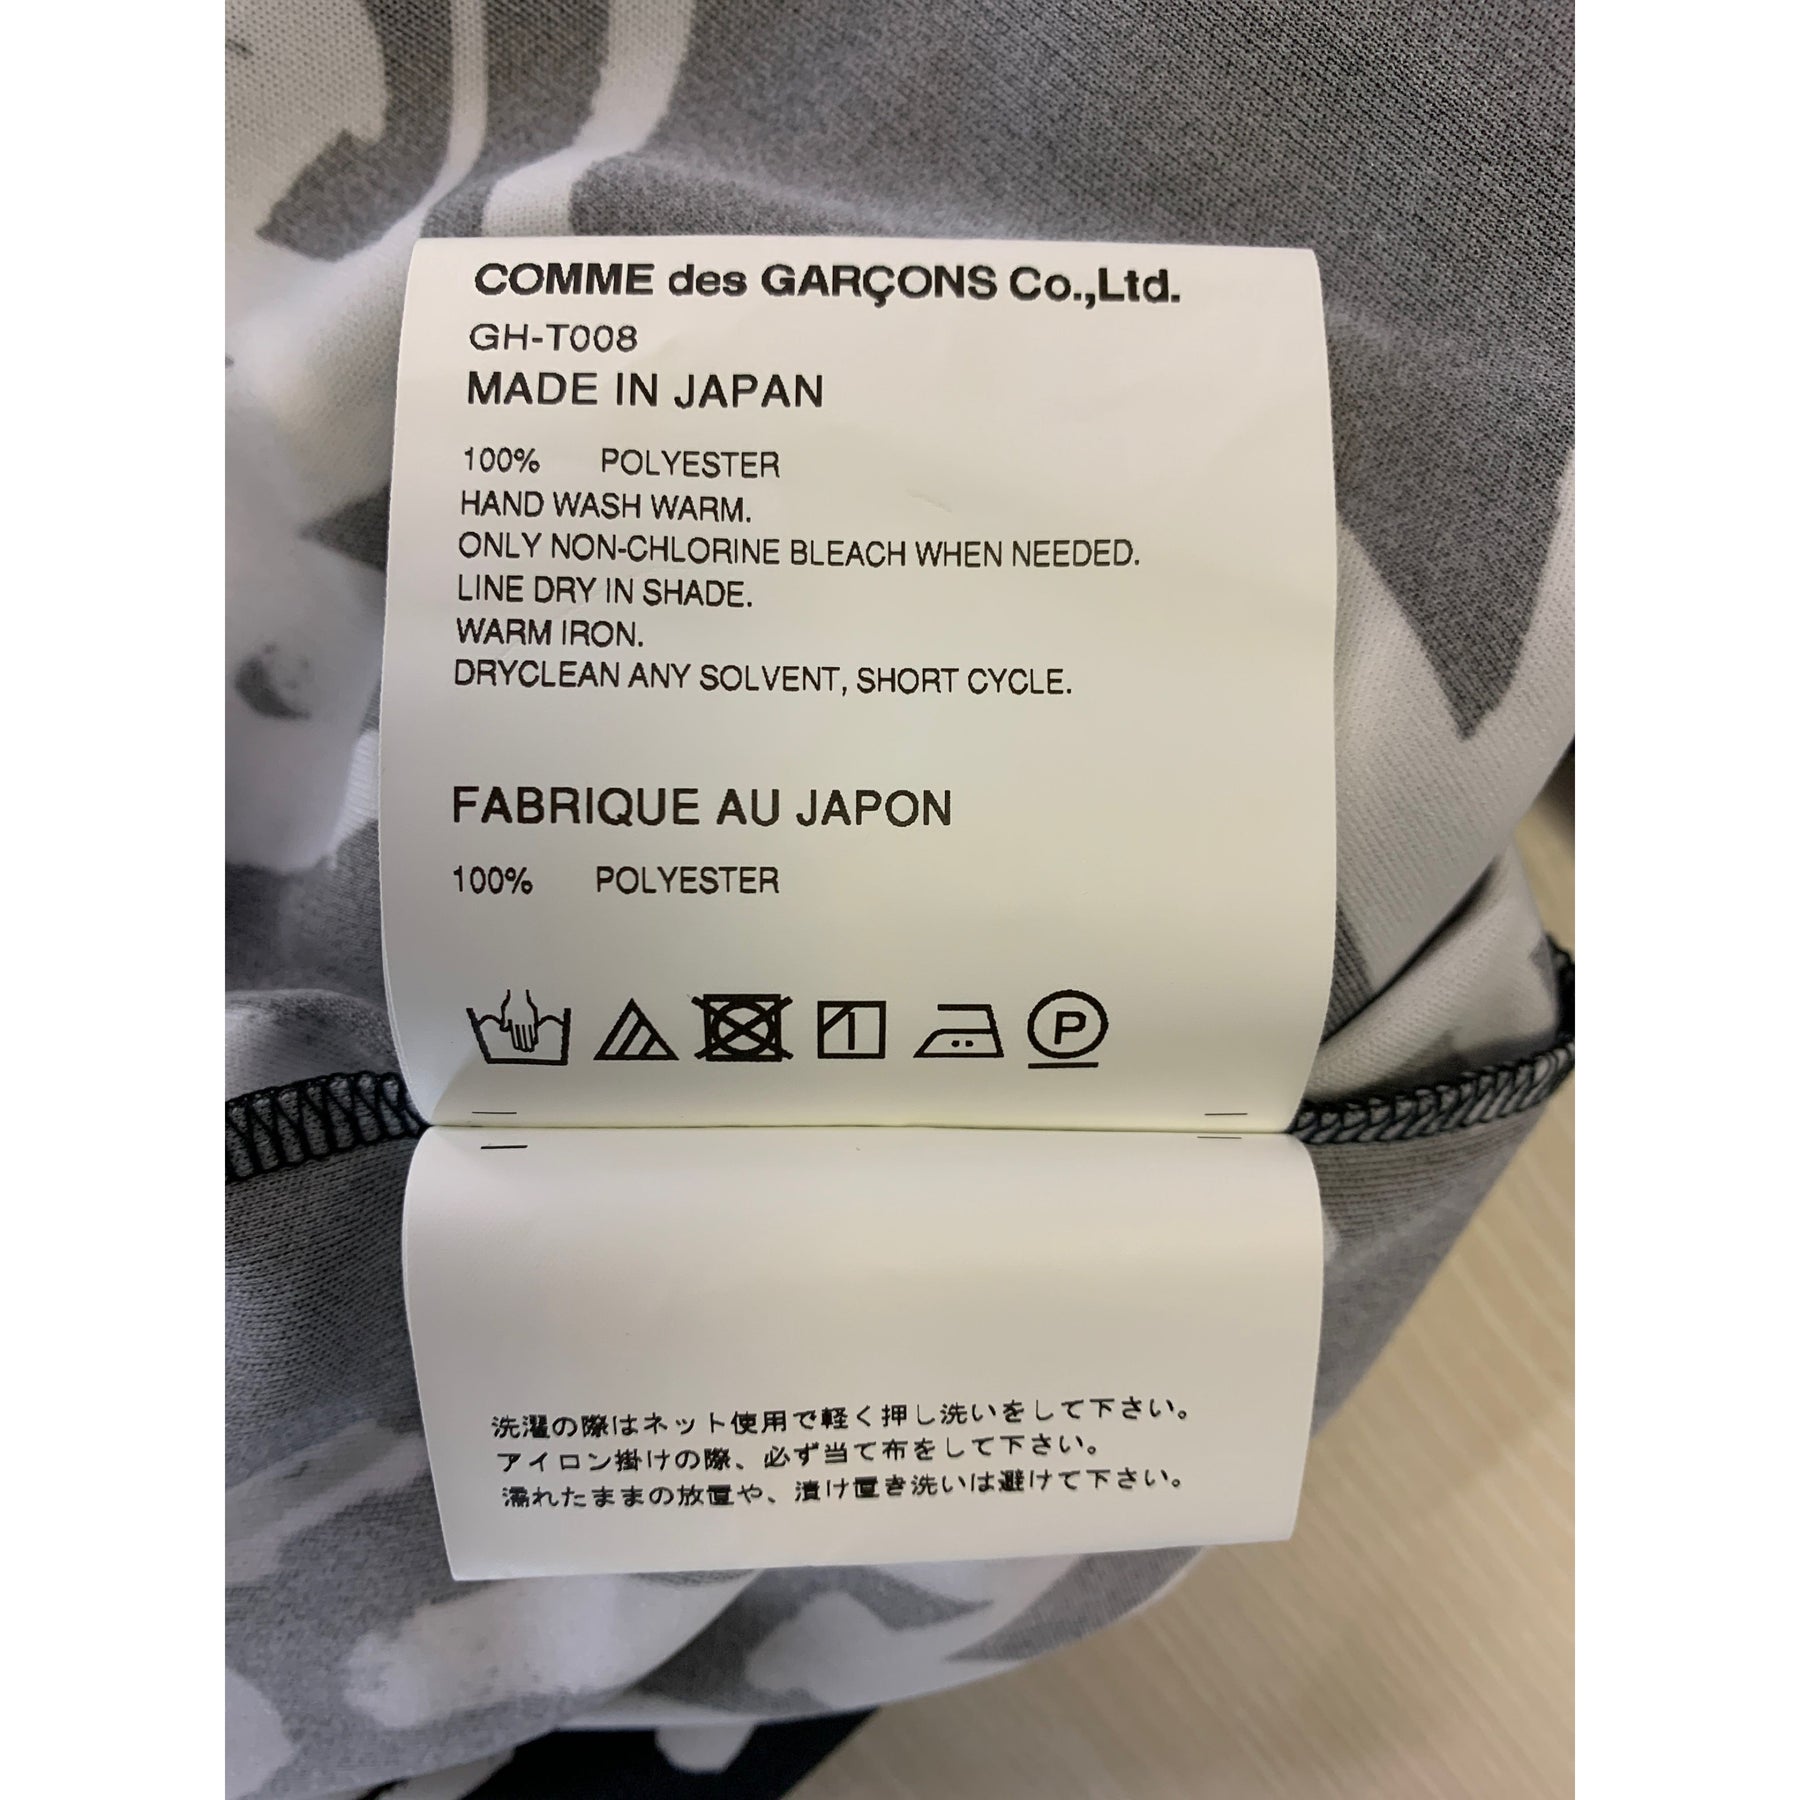 COMME des GARÇONS Co.,Ltd.
GH-T008
MADE IN JAPAN
100% POLYESTER
HAND WASH WARM.
ONLY NON-CHLORINE BLEACH WHEN NEEDED.
LINE DRY IN SHADE.
WARM IRON.
DRYCLEAN ANY SOLVENT, SHORT CYCLE.
FABRIQUE AU JAPON
100% POLYESTER
P
洗濯の際はネット使用で軽く押し洗いをして下さい。
アイロン掛けの際、必ず当て布をして下さい。
濡れたままの放置や、漬け置き洗いは避けて下さい。